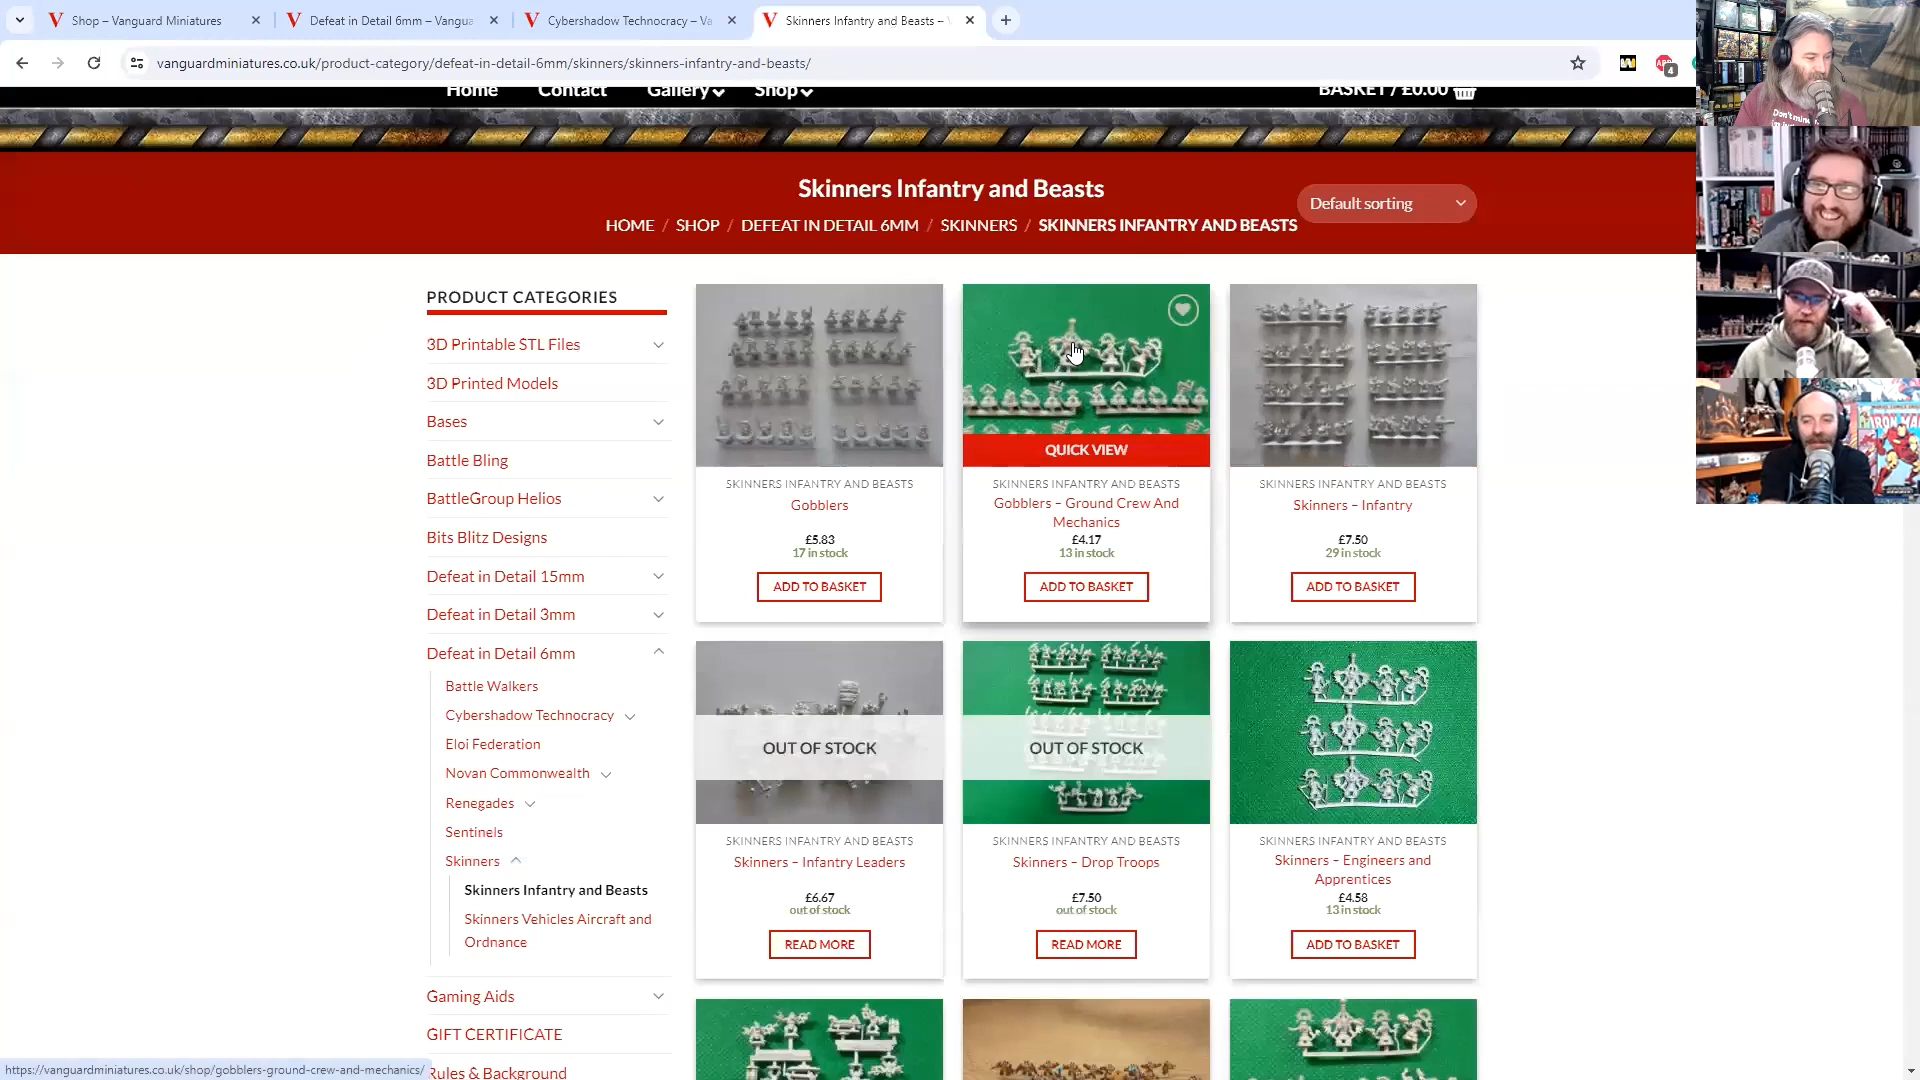 Shop – Vanguard Miniatures
Defeat in Detail 6mm – Vangua
Cybershadow Technocracy – Va
Skinners Infantry and Beasts –
vanguardminiatures.co.uk/product-category/defeat-in-detail-6mm/skinners/skinners-infantry-and-beasts/
4
Home
Contact
Gallery
Shop
BASKET / £0.00
Skinners Infantry and Beasts
HOME / SHOP / DEFEAT IN DETAIL 6MM / SKINNERS / SKINNERS INFANTRY AND BEASTS
Default sorting
PRODUCT CATEGORIES
3D Printable STL Files
3D Printed Models
Bases
Battle Bling
BattleGroup Helios
Bits Blitz Designs
Defeat in Detail 15mm
Defeat in Detail 3mm
Defeat in Detail 6mm
Battle Walkers
Cybershadow Technocracy
Eloi Federation
Novan Commonwealth
Renegades
Sentinels
Skinners
Skinners Infantry and Beasts
Skinners Vehicles Aircraft and
Ordnance
Gaming Aids
GIFT CERTIFICATE
Rules & Background
SKINNERS INFANTRY AND BEASTS
Gobblers
£5.83
17 in stock
ADD TO BASKET
QUICK VIEW
SKINNERS INFANTRY AND BEASTS
Gobblers – Ground Crew And
Mechanics
£4.17
13 in stock
ADD TO BASKET
SKINNERS INFANTRY AND BEASTS
Skinners – Infantry
£7.50
29 in stock
ADD TO BASKET
OUT OF STOCK
SKINNERS INFANTRY AND BEASTS
Skinners – Infantry Leaders
£6.67
out of stock
READ MORE
OUT OF STOCK
SKINNERS INFANTRY AND BEASTS
Skinners – Drop Troops
£7.50
out of stock
READ MORE
SKINNERS INFANTRY AND BEASTS
Skinners – Engineers and
Apprentices
£4.58
13 in stock
ADD TO BASKET
https://vanguardminiatures.co.uk/shop/gobblers-ground-crew-and-mechanics/
Don't mine